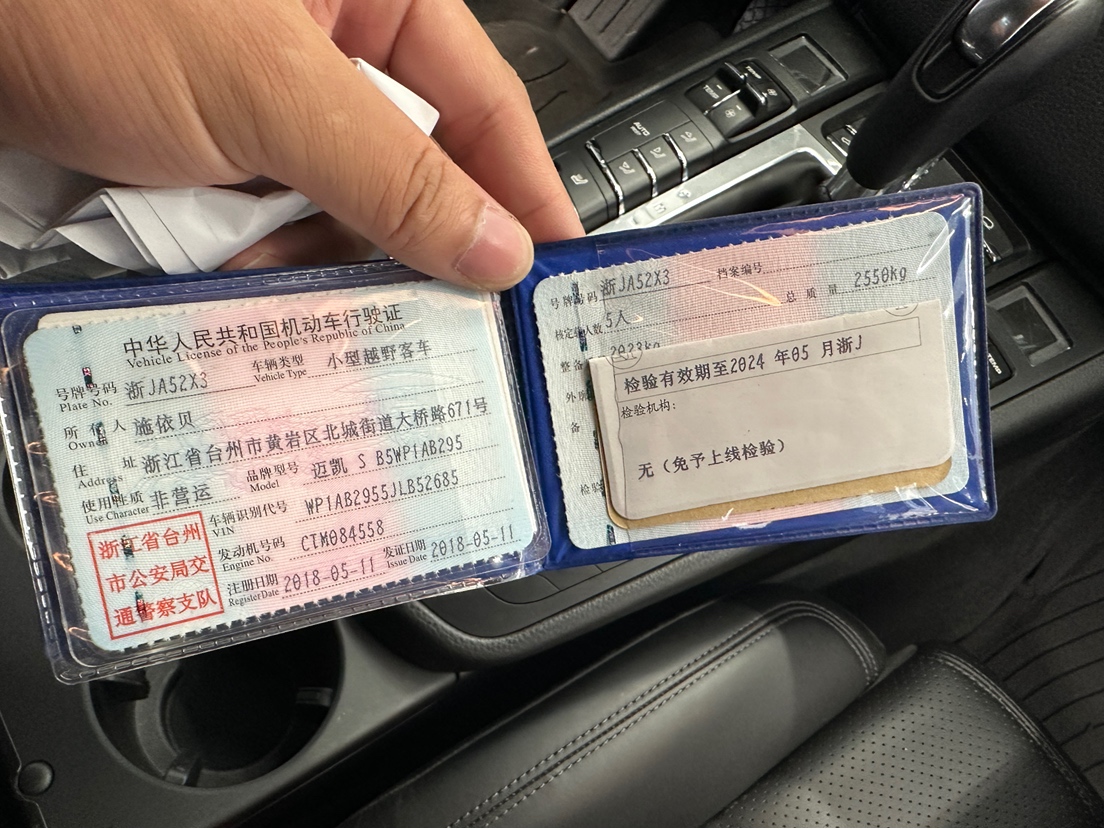 中华人民共和国机动车行驶证
Vehicle License of the People's Republic of China
号牌号码 浙JA52X3 车辆类型 小型越野客车
Plate No. Vehicle Type
所有人 施依贝
Owner
住 址 浙江省台州市黄岩区北城街道大桥路671号
Address
使用性质 非营运 品牌型号 迈凯 S B5WP1AB295
Use Character Model
车辆识别代号 WP1AB2955JLB52685
VIN
发动机号码 CTM084558
Engine No.
注册日期 2018-05-11 发证日期 2018-05-11
Register Date Issue Date
浙江省台州
市公安局交
通警察支队
号牌号码 浙JA52X3 档案编号
核定载人数 5人 总质量 2550kg
整备
外廓
备
检验
检验有效期至2024 年05 月浙J
检验机构:
无（免予上线检验）
AUTO
TEMP